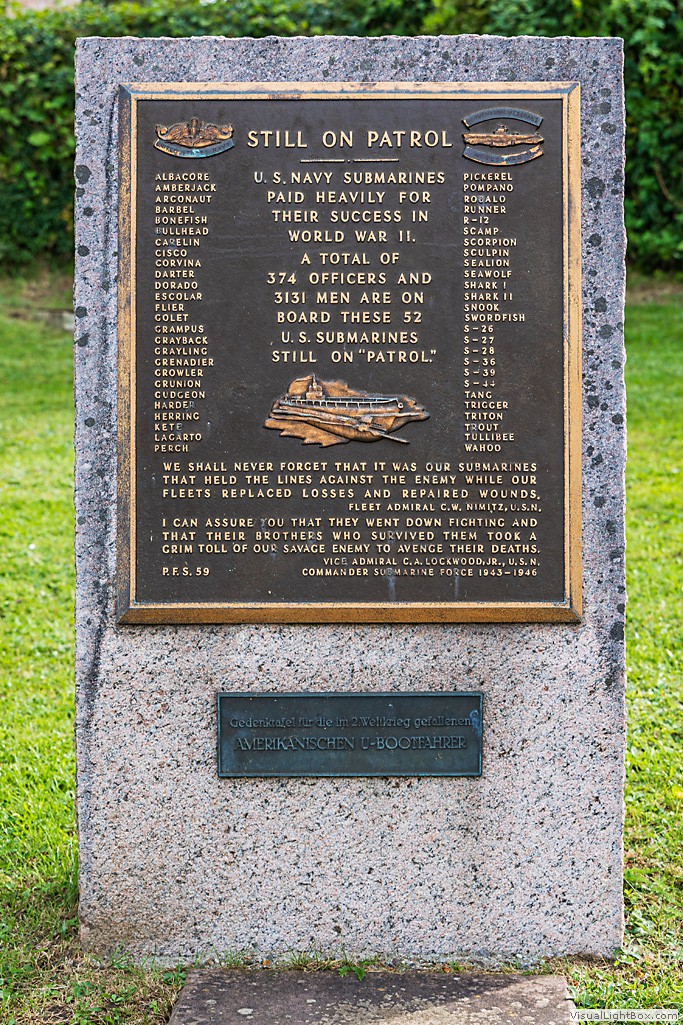 STILL ON PATROL
ALBACORE
AMBERJACK
ARGONAUT
BARBEL
BONEFISH
BULLHEAD
CAPELIN
CISCO
CORVINA
DARTER
DORADO
ESCOLAR
FLIER
GOLET
GRAMPUS
GRAYBACK
GRAYLING
GRENADIER
GROWLER
GRUNION
GUDGEON
HARDER
HERRING
KETE
LAGARTO
PERCH
U.S. NAVY SUBMARINES
PAID HEAVILY FOR
THEIR SUCCESS IN
WORLD WAR II.
A TOTAL OF
374 OFFICERS AND
3131 MEN ARE ON
BOARD THESE 52
U.S. SUBMARINES
STILL ON "PATROL."
PICKEREL
POMPANO
ROBALO
RUNNER
R-12
SCAMP
SCORPION
SCULPIN
SEALION
SEAWOLF
SHARK I
SHARK II
SNOOK
SWORDFISH
S-26
S-27
S-28
S-36
S-39
S-44
TANG
TRIGGER
TRITON
TROUT
TULLIBEE
WAHOO
WE SHALL NEVER FORGET THAT IT WAS OUR SUBMARINES
THAT HELD THE LINES AGAINST THE ENEMY WHILE OUR
FLEETS REPLACED LOSSES AND REPAIRED WOUNDS.
FLEET ADMIRAL C.W. NIMITZ, U.S.N.
I CAN ASSURE YOU THAT THEY WENT DOWN FIGHTING AND
THAT THEIR BROTHERS WHO SURVIVED THEM TOOK A
GRIM TOLL OF OUR SAVAGE ENEMY TO AVENGE THEIR DEATHS.
VICE ADMIRAL C.A. LOCKWOOD, JR., U.S.N.
P.F.S. 59 COMMANDER SUBMARINE FORCE 1943-1946
Gedenktafel für die im 2.Weltkrieg gefallenen
AMERIKANISCHEN U-BOOTFAHRER
VisualLightBox.com